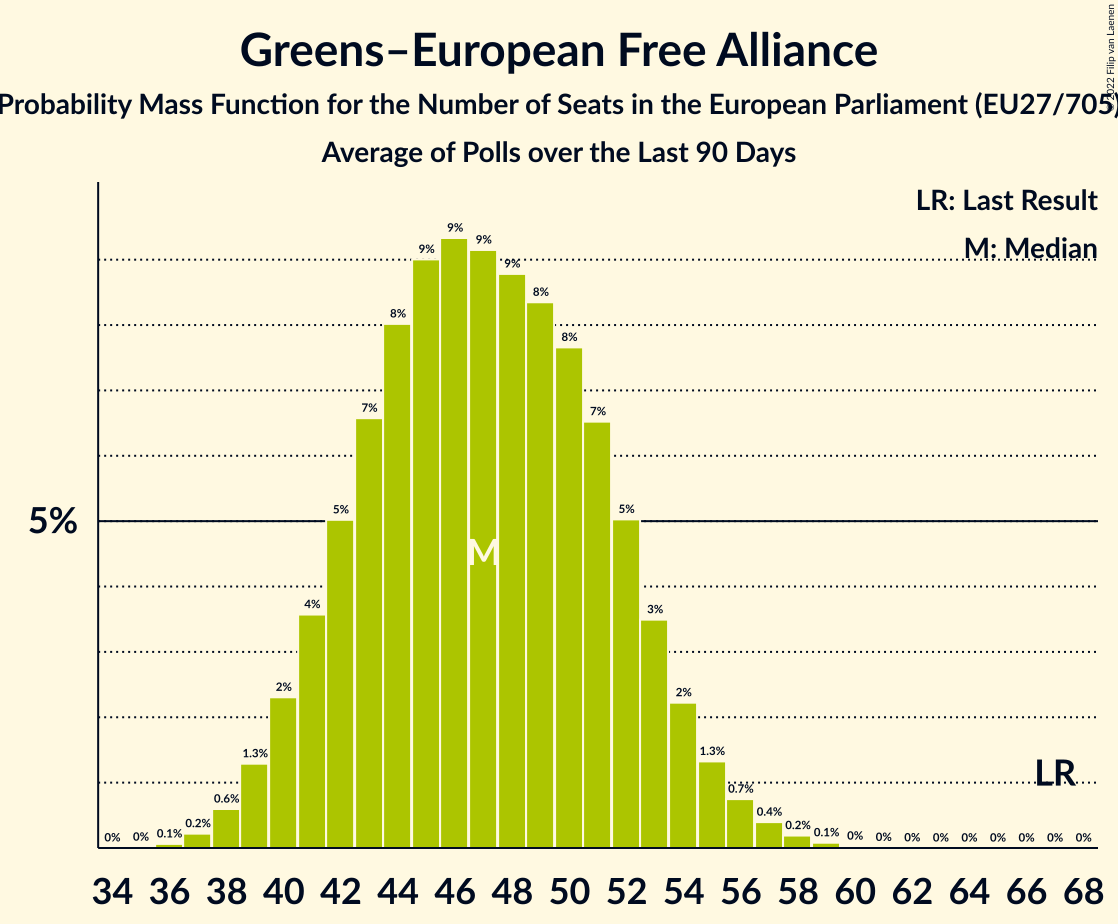 Greens–European Free Alliance
Probability Mass Function for the Number of Seats in the European Parliament (EU27/705)
Average of Polls over the Last 90 Days
© 2022 Filip van Laenen
LR: Last Result
M: Median
5%
0% 0% 0.1% 0.2% 0.6% 1.3% 2% 4% 5% 7% 8% 9% 9% 9% 9% 8% 8% 7% 5% 3% 2% 1.3% 0.7% 0.4% 0.2% 0.1% 0% 0% 0% 0% 0% 0% 0% 0% 0%
M
LR
34 36 38 40 42 44 46 48 50 52 54 56 58 60 62 64 66 68